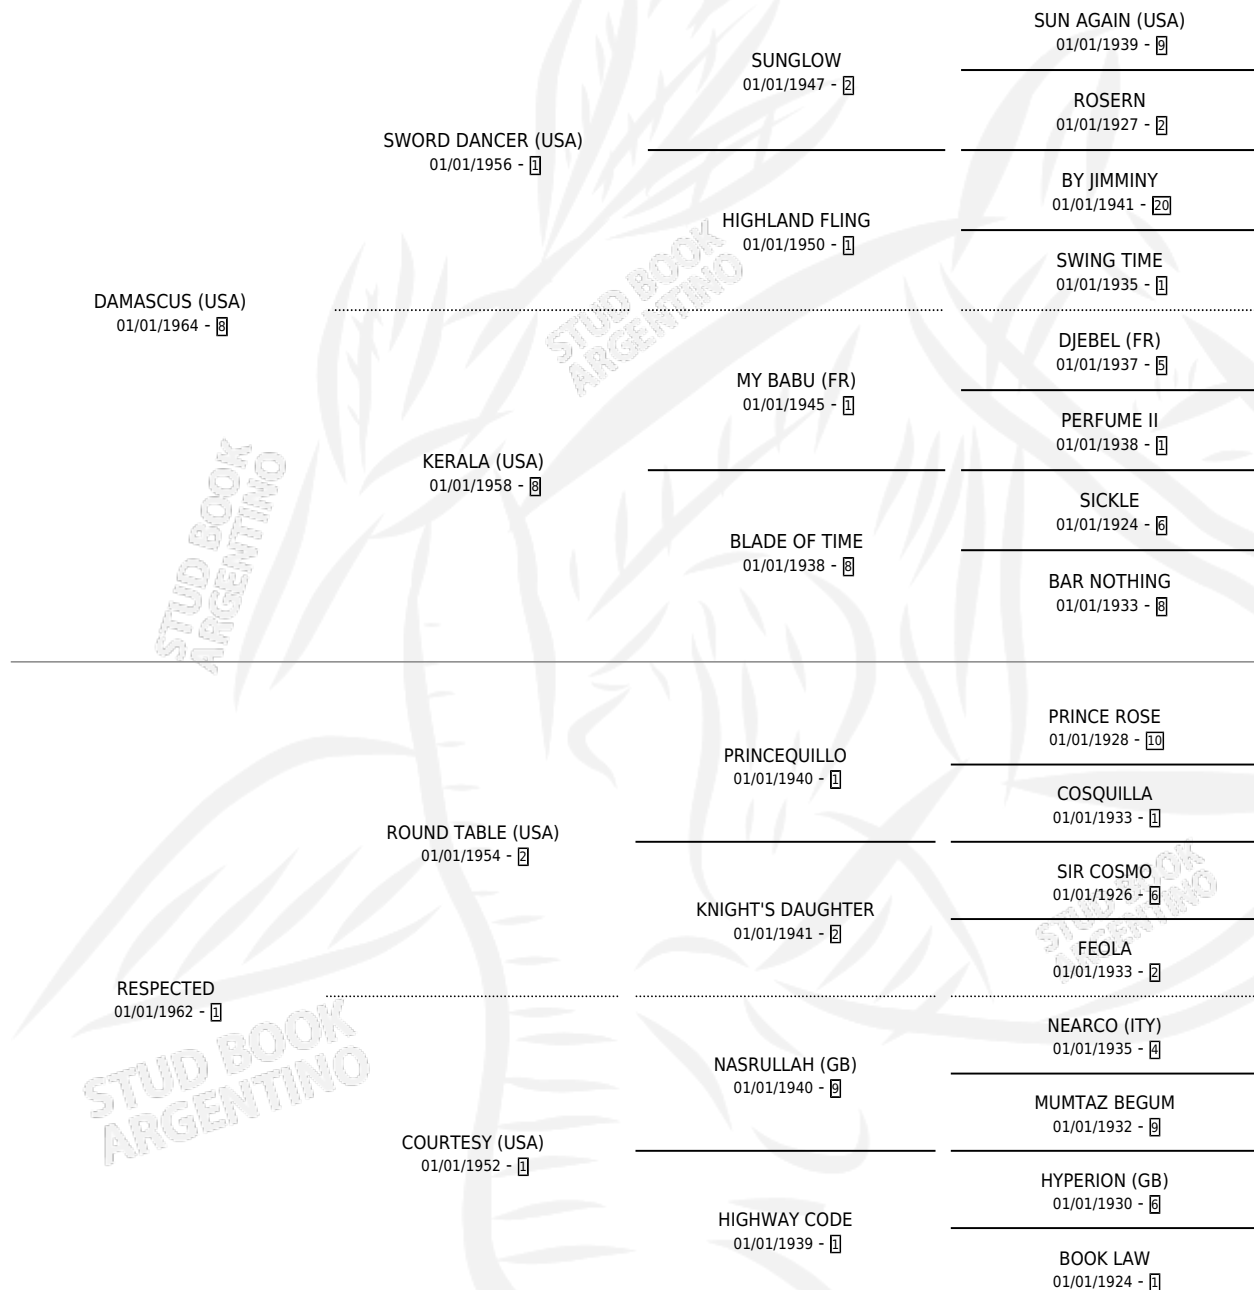 SUN AGAIN (USA)
01/01/1939 - 9
SUNGLOW
01/01/1947 - 2
ROSERN
01/01/1927 - 2
SWORD DANCER (USA)
01/01/1956 - 1
BY JIMMINY
01/01/1941 - 20
HIGHLAND FLING
01/01/1950 - 1
SWING TIME
01/01/1935 - 1
DAMASCUS (USA)
01/01/1964 - 8
DJEBEL (FR)
01/01/1937 - 5
MY BABU (FR)
01/01/1945 - 1
PERFUME II
01/01/1938 - 1
KERALA (USA)
01/01/1958 - 8
SICKLE
01/01/1924 - 6
BLADE OF TIME
01/01/1938 - 8
BAR NOTHING
01/01/1933 - 8
PRINCE ROSE
01/01/1928 - 10
PRINCEQUILLO
01/01/1940 - 1
COSQUILLA
01/01/1933 - 1
ROUND TABLE (USA)
01/01/1954 - 2
SIR COSMO
01/01/1926 - 6
KNIGHT'S DAUGHTER
01/01/1941 - 2
FEOLA
01/01/1933 - 2
RESPECTED
01/01/1962 - 1
NEARCO (ITY)
01/01/1935 - 4
NASRULLAH (GB)
01/01/1940 - 9
MUMTAZ BEGUM
01/01/1932 - 9
COURTESY (USA)
01/01/1952 - 1
HYPERION (GB)
01/01/1930 - 6
HIGHWAY CODE
01/01/1939 - 1
BOOK LAW
01/01/1924 - 1
STUD BOOK
ARGENTINO
STUD BOOK
ARGENTINO
STUD BOOK
ARGENTINO
STUD BOOK
ARGENTINO